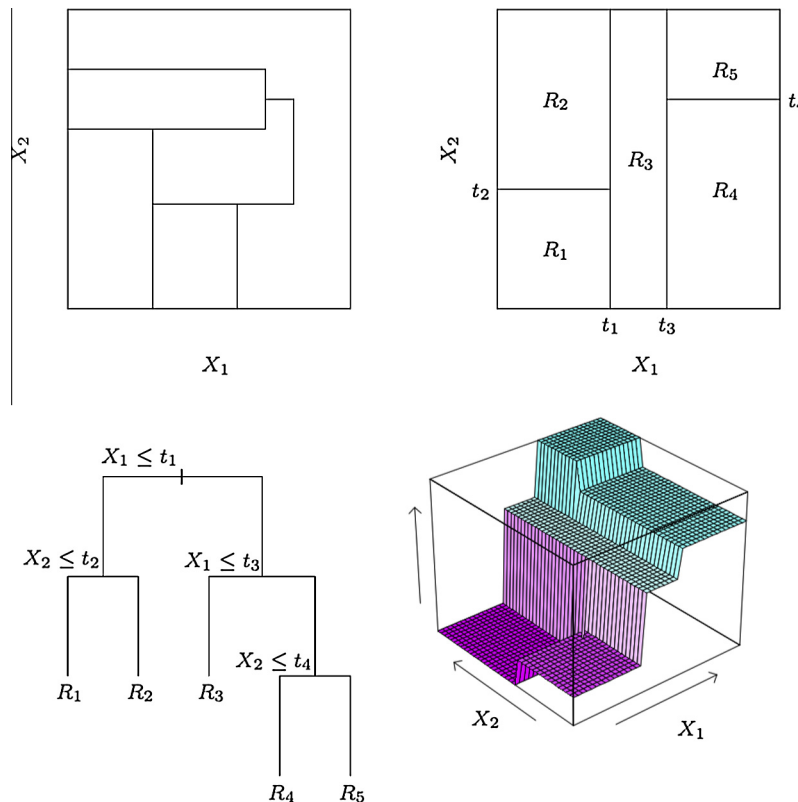 X₂
X₁
R₅
R₂
X₂
R₃
t₂
R₄
R₁
t₁ t₃
X₁
X₁ ≤ t₁
X₂ ≤ t₂
X₁ ≤ t₃
X₂ ≤ t₄
R₁ R₂ R₃
R₄ R₅
X₂
X₁